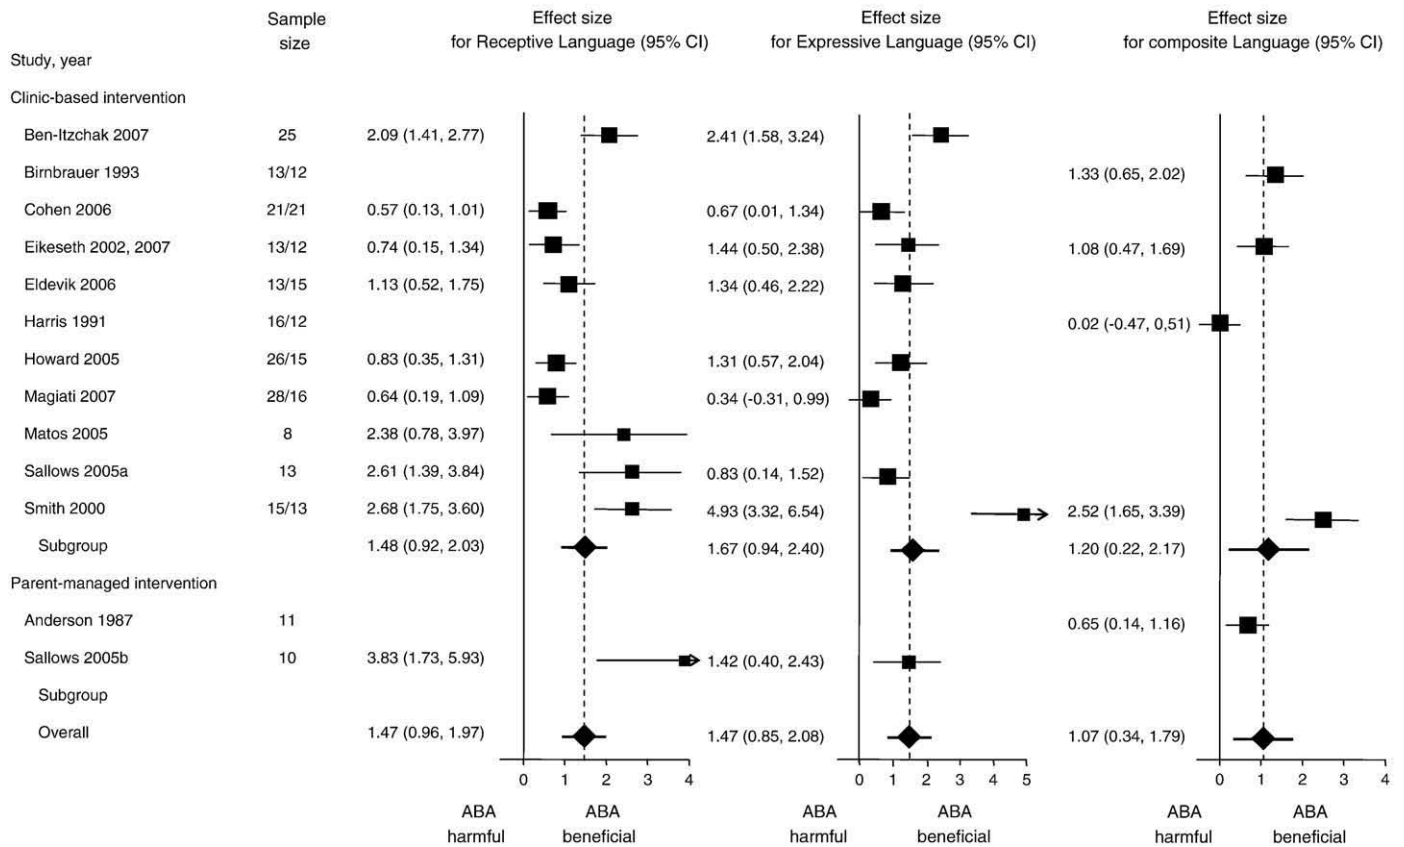 Sample size
Effect size for Receptive Language (95% CI)
Effect size for Expressive Language (95% CI)
Effect size for composite Language (95% CI)
Study, year
Clinic-based intervention
Ben-Itzchak 2007 25 2.09 (1.41, 2.77) 2.41 (1.58, 3.24)
Birnbrauer 1993 13/12 1.33 (0.65, 2.02)
Cohen 2006 21/21 0.57 (0.13, 1.01) 0.67 (0.01, 1.34)
Eikeseth 2002, 2007 13/12 0.74 (0.15, 1.34) 1.44 (0.50, 2.38) 1.08 (0.47, 1.69)
Eldevik 2006 13/15 1.13 (0.52, 1.75) 1.34 (0.46, 2.22)
Harris 1991 16/12 0.02 (-0.47, 0,51)
Howard 2005 26/15 0.83 (0.35, 1.31) 1.31 (0.57, 2.04)
Magiati 2007 28/16 0.64 (0.19, 1.09) 0.34 (-0.31, 0.99)
Matos 2005 8 2.38 (0.78, 3.97)
Sallows 2005a 13 2.61 (1.39, 3.84) 0.83 (0.14, 1.52)
Smith 2000 15/13 2.68 (1.75, 3.60) 4.93 (3.32, 6.54) 2.52 (1.65, 3.39)
Subgroup 1.48 (0.92, 2.03) 1.67 (0.94, 2.40) 1.20 (0.22, 2.17)
Parent-managed intervention
Anderson 1987 11 0.65 (0.14, 1.16)
Sallows 2005b 10 3.83 (1.73, 5.93) 1.42 (0.40, 2.43)
Subgroup
Overall 1.47 (0.96, 1.97) 1.47 (0.85, 2.08) 1.07 (0.34, 1.79)
0 1 2 3 4 0 1 2 3 4 5 0 1 2 3 4
ABA ABA ABA ABA ABA ABA
harmful beneficial harmful beneficial harmful beneficial